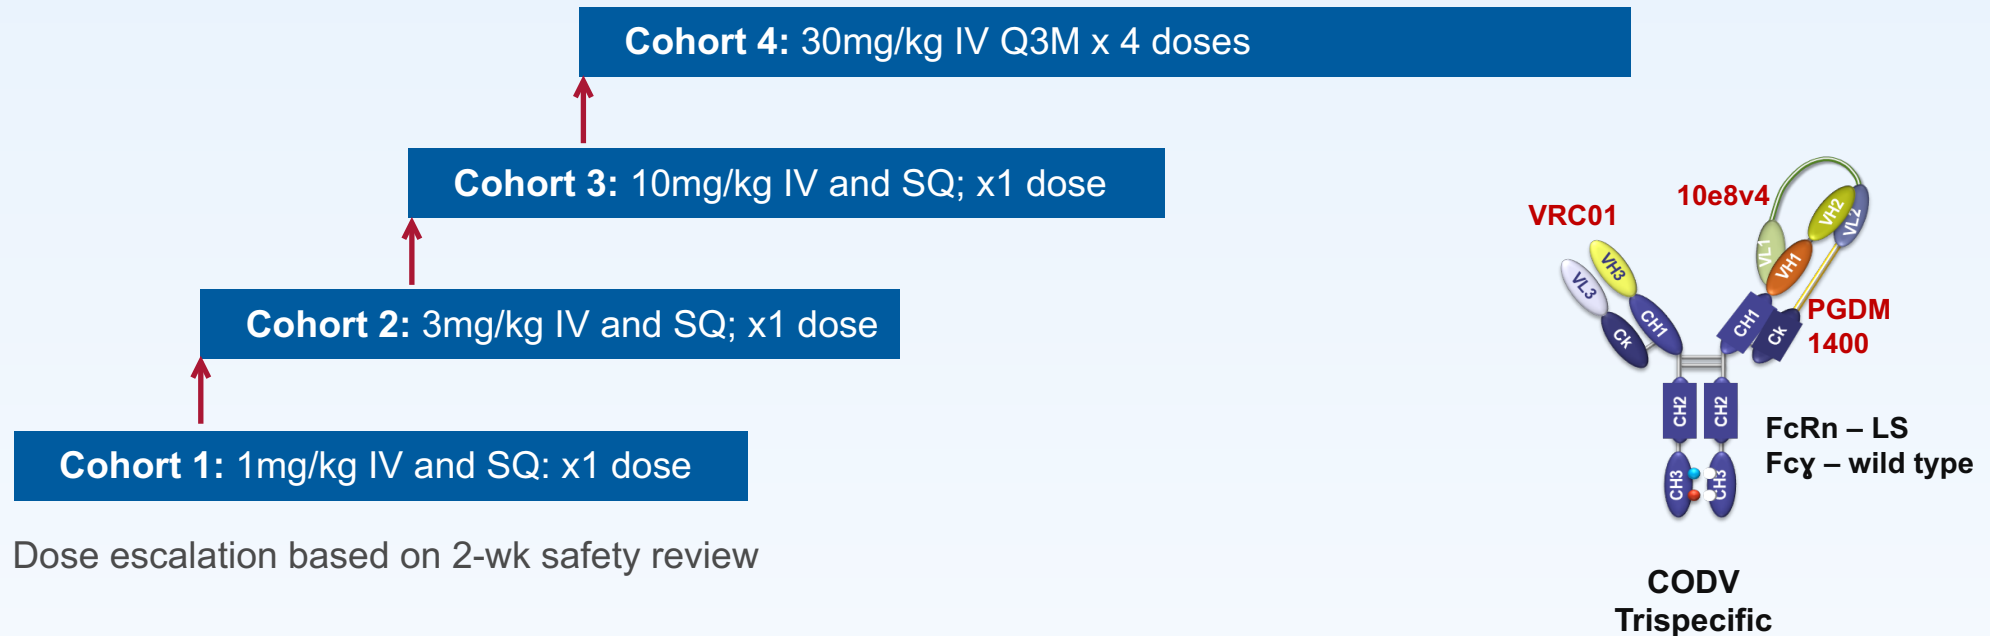 Cohort 4: 30mg/kg IV Q3M x 4 doses
Cohort 3: 10mg/kg IV and SQ; x1 dose
Cohort 2: 3mg/kg IV and SQ; x1 dose
Cohort 1: 1mg/kg IV and SQ: x1 dose
Dose escalation based on 2-wk safety review
VRC01
10e8v4
VH3
VL3
CH1
Ck
VL1
VH1
VH2
VL2
CH1
Ck
PGDM
1400
CH2
CH2
CH3
CH3
FcRn – LS
Fcɣ – wild type
CODV
Trispecific